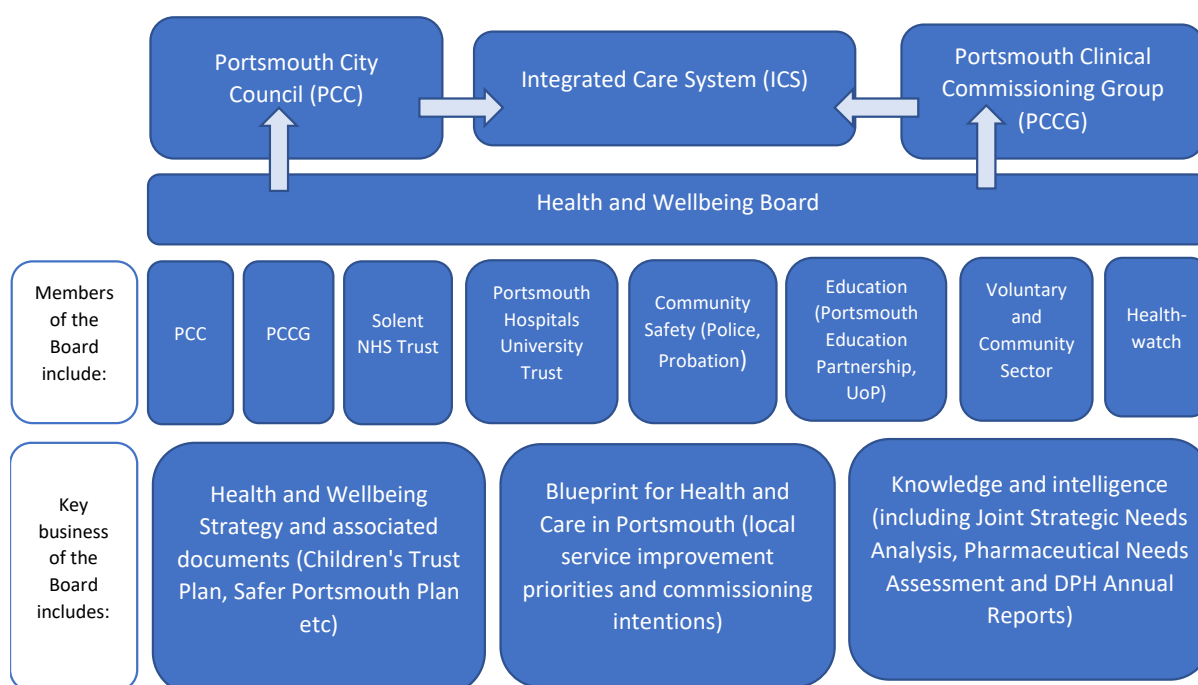 Portsmouth City
Council (PCC)
Integrated Care System (ICS)
Portsmouth Clinical
Commissioning Group
(PCCG)
Health and Wellbeing Board
Members
of the
Board
include:
PCC
PCCG
Solent
NHS Trust
Portsmouth
Hospitals
University
Trust
Community
Safety (Police,
Probation)
Education
(Portsmouth
Education
Partnership,
UoP)
Voluntary
and
Community
Sector
Health-
watch
Key
business
of the
Board
includes:
Health and Wellbeing
Strategy and associated
documents (Children's Trust
Plan, Safer Portsmouth Plan
etc)
Blueprint for Health and
Care in Portsmouth (local
service improvement
priorities and commissioning
intentions)
Knowledge and intelligence
(including Joint Strategic Needs
Analysis, Pharmaceutical Needs
Assessment and DPH Annual
Reports)